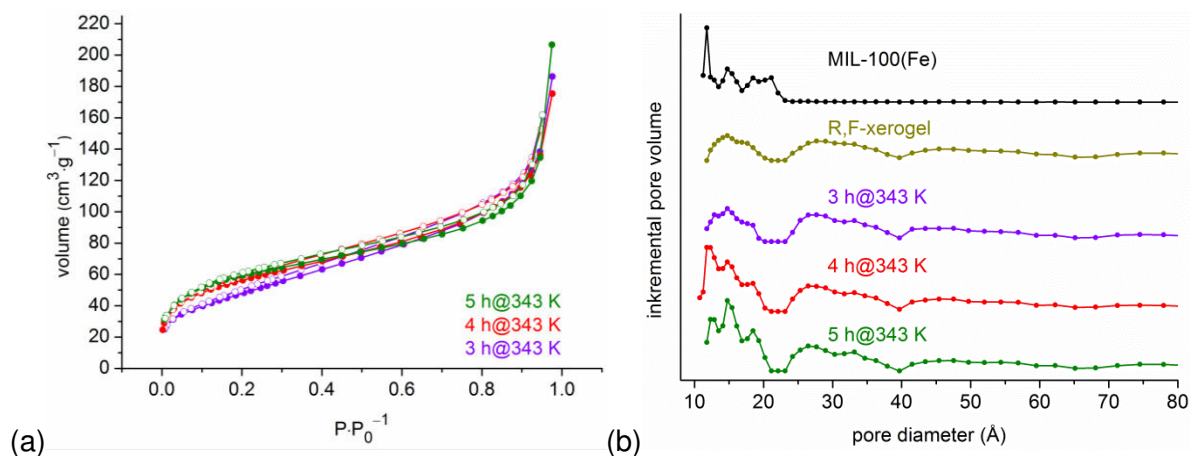 220
200
180
160
140
120
100
80
60
40
20
0
volume (cm³·g⁻¹)
5 h@343 K
4 h@343 K
3 h@343 K
0.0 0.2 0.4 0.6 0.8 1.0
P·P₀⁻¹
(a)
inkremental pore volume
MIL-100(Fe)
R,F-xerogel
3 h@343 K
4 h@343 K
5 h@343 K
10 20 30 40 50 60 70 80
pore diameter (Å)
(b)